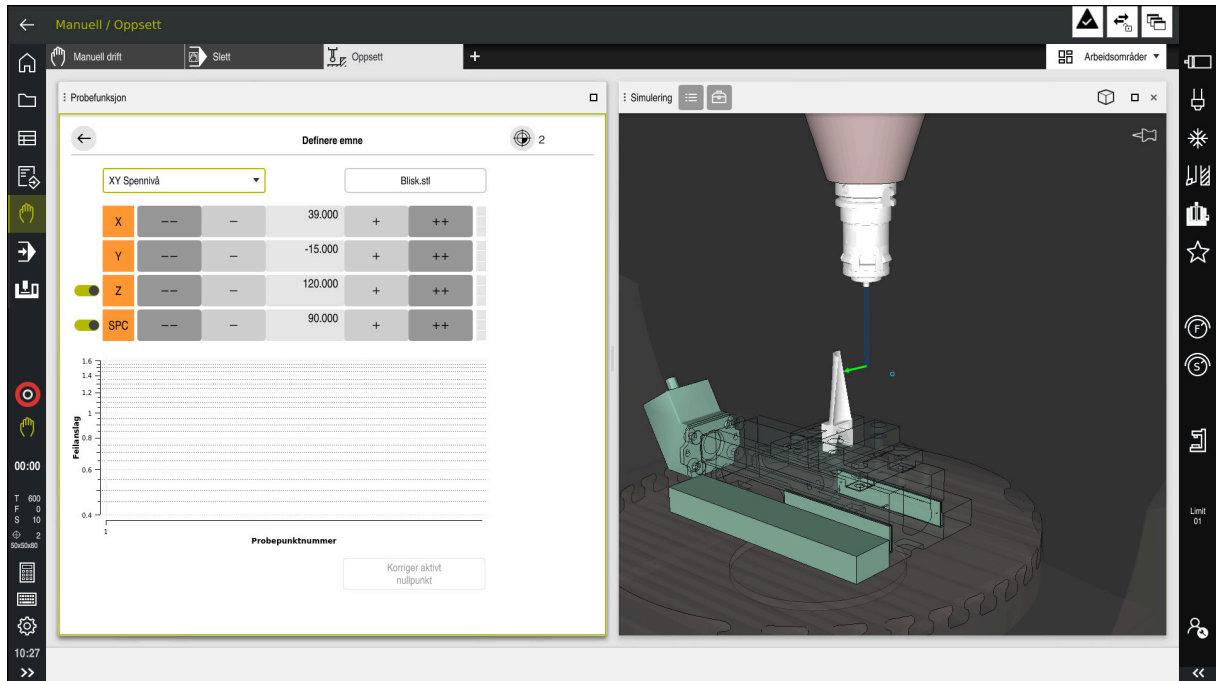 Manuell / Oppsett
Manuell drift
Slett
Oppsett
+
Arbeidsområder
Probefunksjon
Definere emne
2
XY Spennivå
Blisk.stl
X -- - 39.000 + ++
Y -- - -15.000 + ++
Z -- - 120.000 + ++
SPC -- - 90.000 + ++
1.6
1.4
1.2
1
0.8
0.6
0.4
Feilanslag
1
Probepunktnummer
Korriger aktivt
nullpunkt
Simulering
00:00
T 600
F 0
S 10
2
50x50x80
10:27
F
S
Limit
01